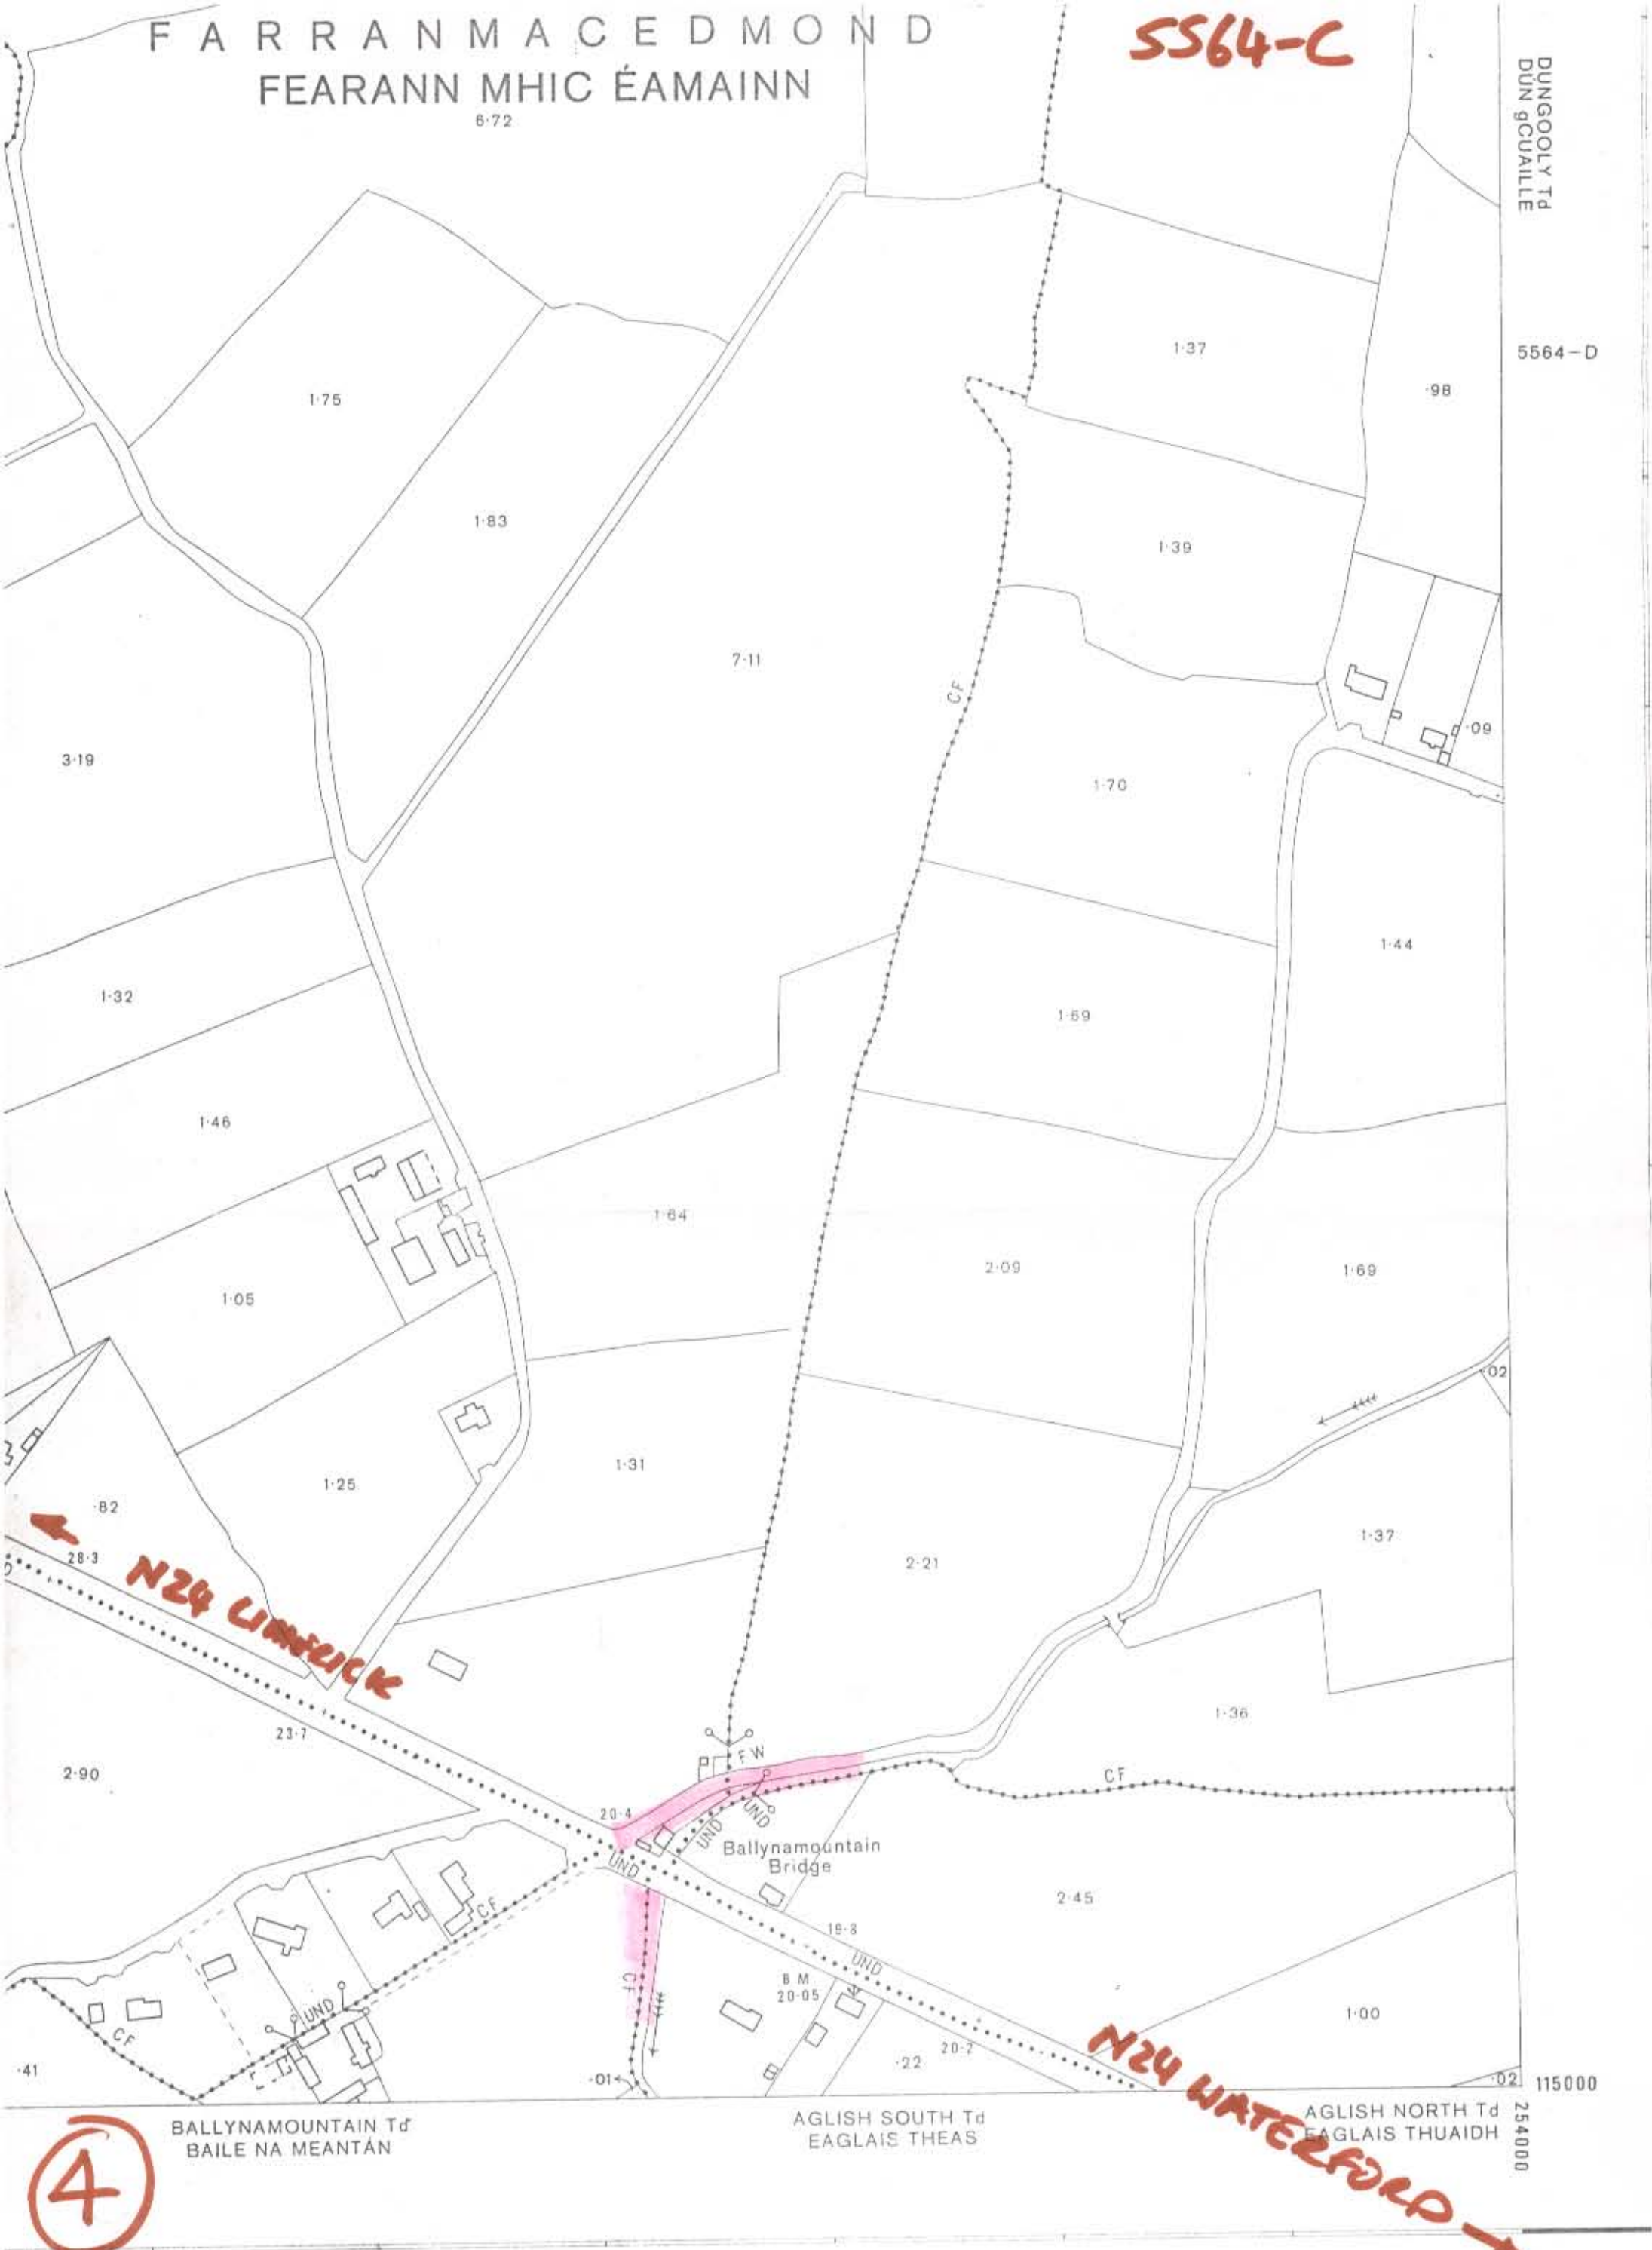 FARRANMACEDMOND
FEARANN MHIC ÉAMAINN
6·72
5564-C
DUNGOOLY Td
DÚN gCUAILLE
5564-D
1·37
·98
1·75
1·83
1·39
7·11
CF
·09
3·19
1·70
1·44
1·32
1·69
1·46
1·64
2·09
1·69
1·05
·02
1·31
1·25
·82
1·37
2·21
28·3
N24 LIMERICK
1·36
23·7
FW
2·90
CF
20·4
UND
UND
Ballynamountain
Bridge
UND
2·45
CF
19·8
UND
CF
BM
20·05
UND
1·00
CF
20·2
·22
·41
·01
·02
115000
254000
N24 WATERFORD
BALLYNAMOUNTAIN Td
BAILE NA MEANTÁN
AGLISH SOUTH Td
EAGLAIS THEAS
AGLISH NORTH Td
EAGLAIS THUAIDH
4